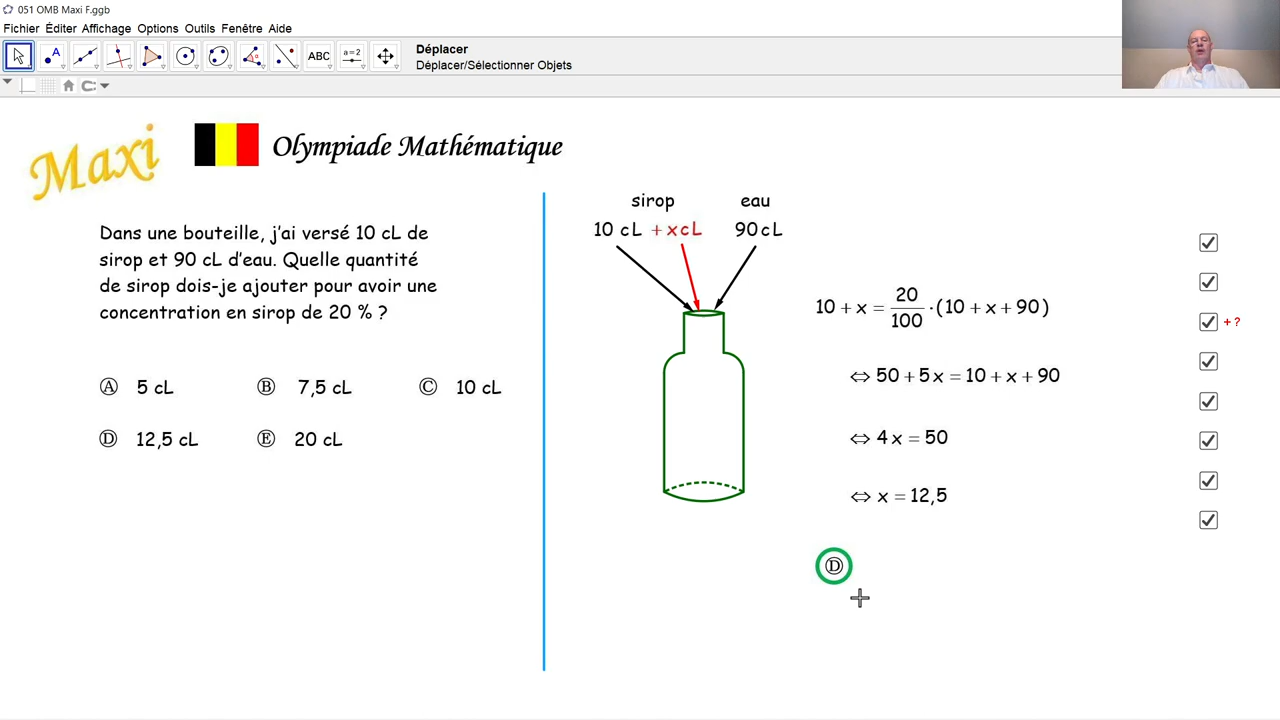 051 OMB Maxi F.ggb
Fichier Éditer Affichage Options Outils Fenêtre Aide
A
ABC
a=2
Déplacer
Déplacer/Sélectionner Objets
Maxi
Olympiade Mathématique
Dans une bouteille, j'ai versé 10 cL de
sirop et 90 cL d'eau. Quelle quantité
de sirop dois-je ajouter pour avoir une
concentration en sirop de 20 % ?
Ⓐ 5 cL Ⓑ 7,5 cL Ⓒ 10 cL
Ⓓ 12,5 cL Ⓔ 20 cL
sirop eau
10 cL + x cL 90 cL
10 + x = 20/100 · (10 + x + 90)
⇔ 50 + 5x = 10 + x + 90
⇔ 4x = 50
⇔ x = 12,5
Ⓓ
+ ?